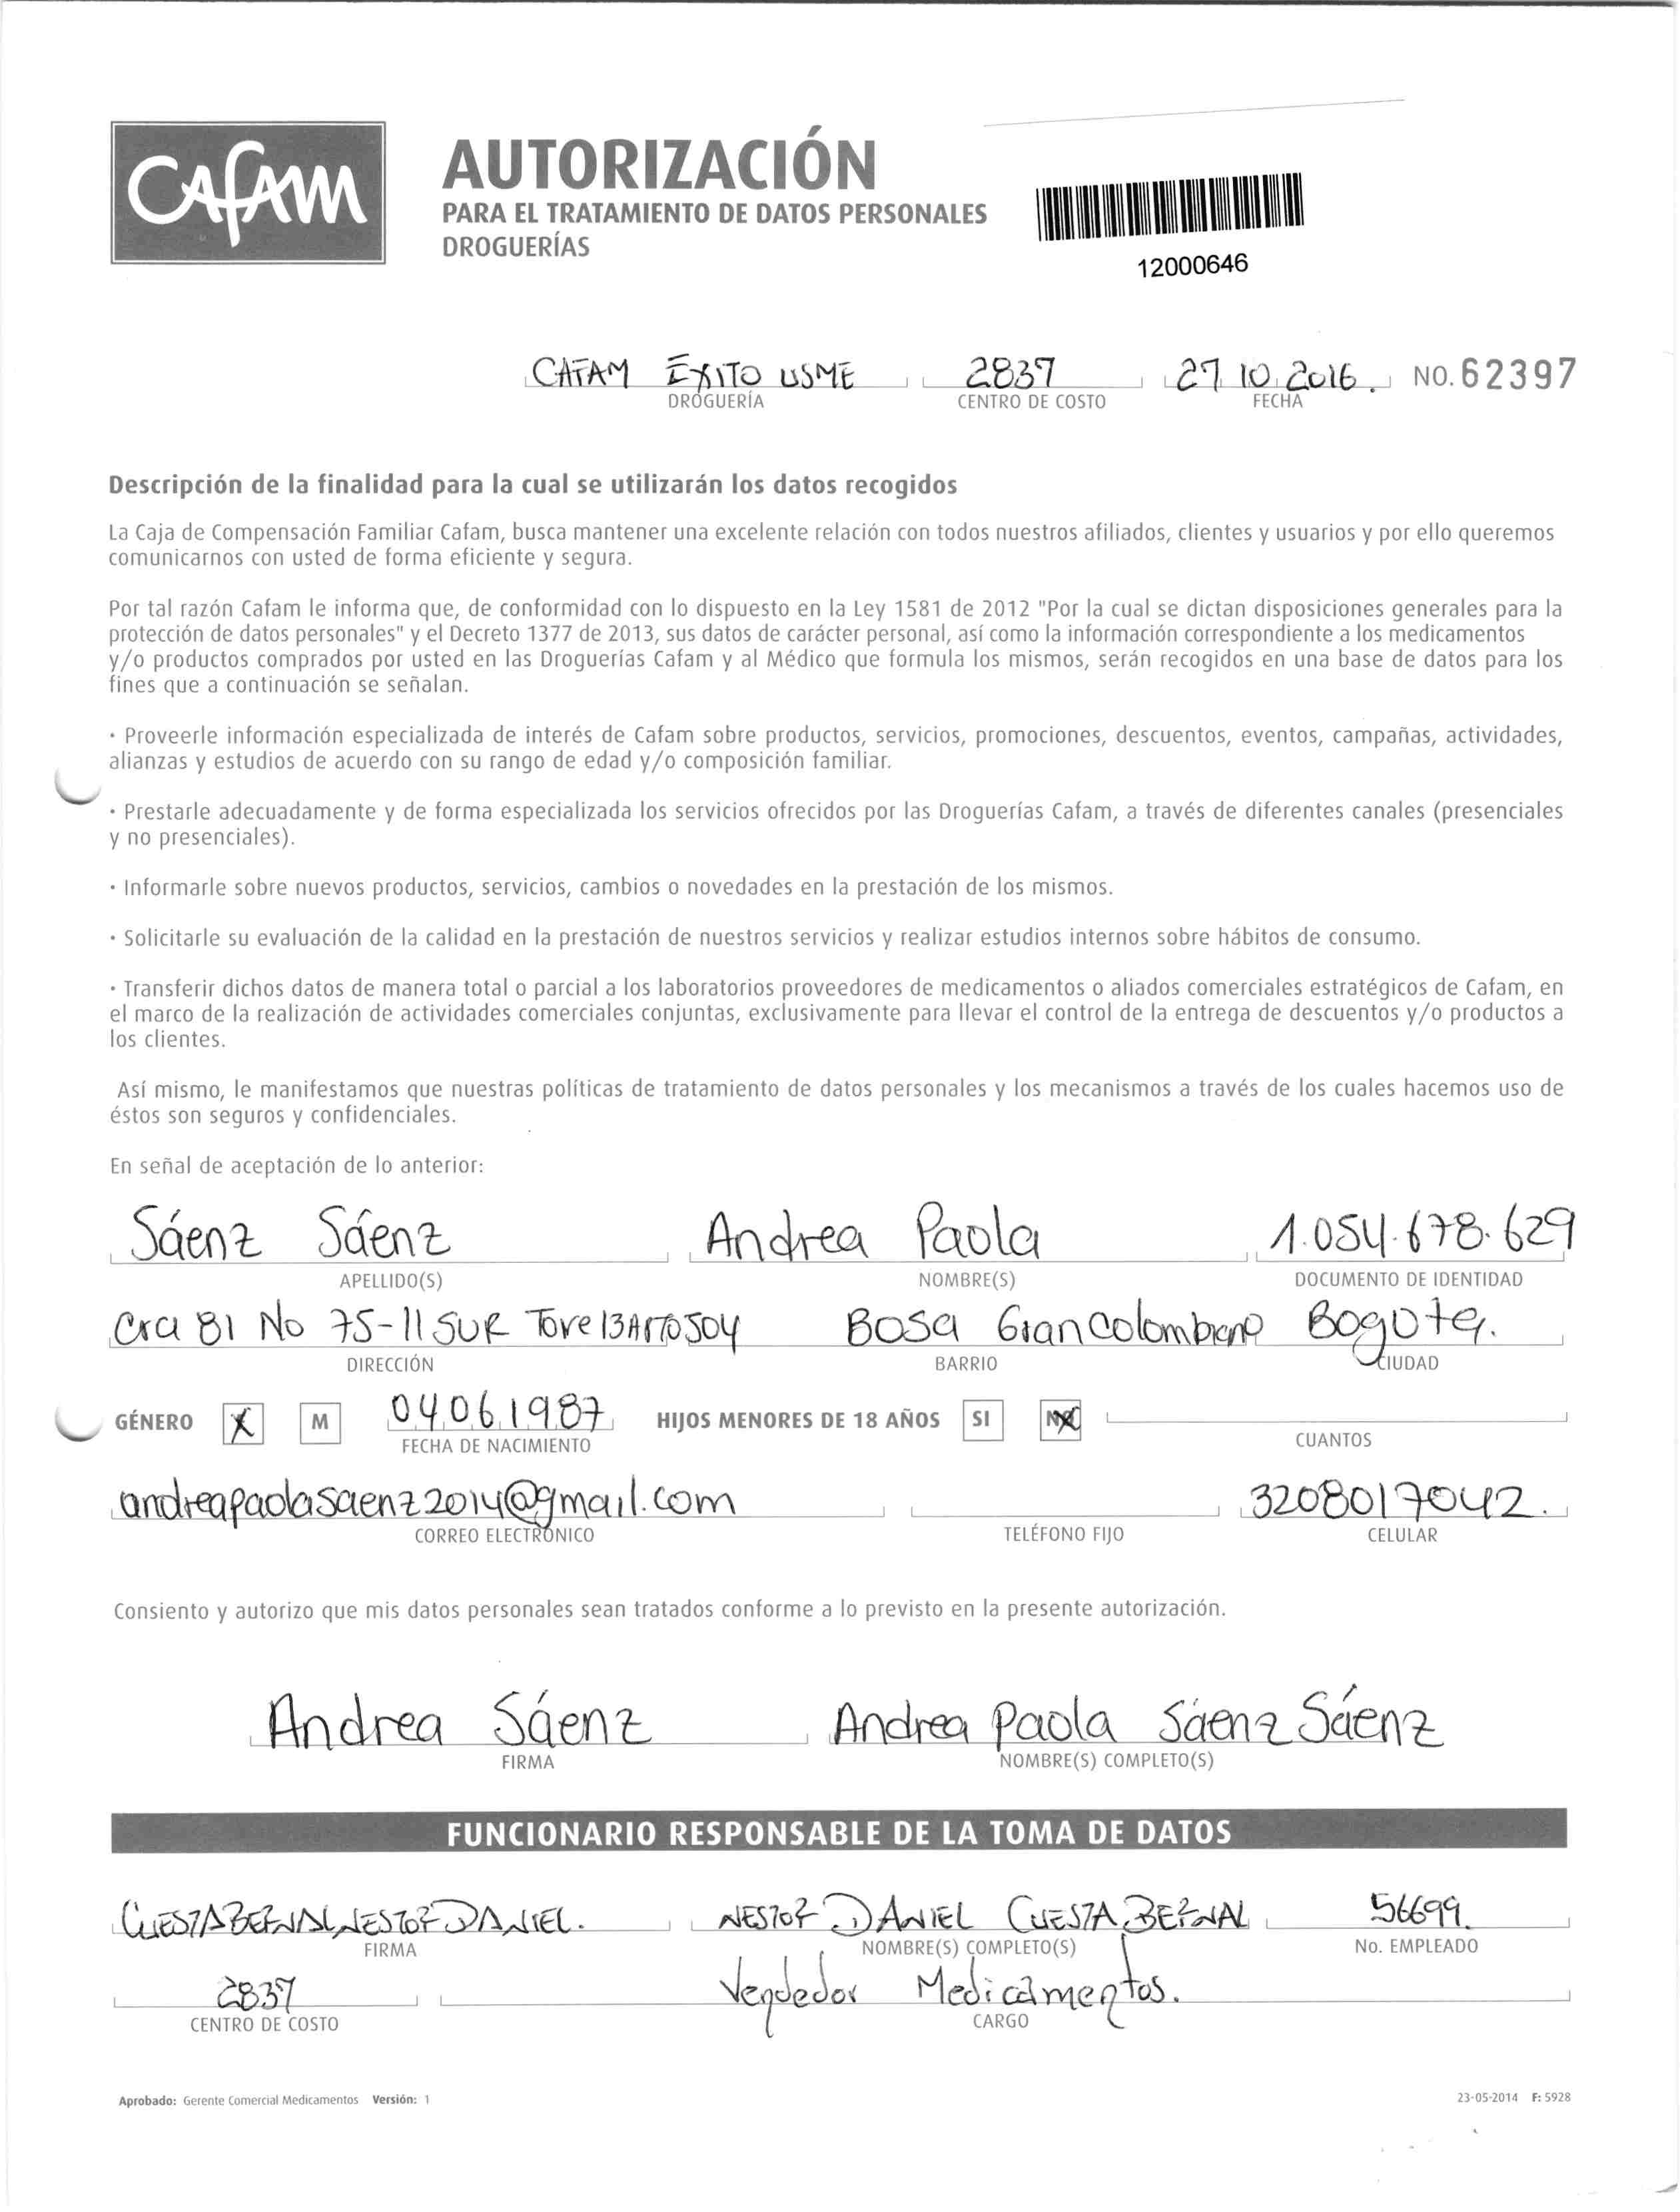 CAFAM
AUTORIZACIÓN
PARA EL TRATAMIENTO DE DATOS PERSONALES
DROGUERÍAS
12000646
CAFAM ÉXITO USME 2837 27 10 2016. NO. 62397
DROGUERÍA CENTRO DE COSTO FECHA
Descripción de la finalidad para la cual se utilizarán los datos recogidos
La Caja de Compensación Familiar Cafam, busca mantener una excelente relación con todos nuestros afiliados, clientes y usuarios y por ello queremos
comunicarnos con usted de forma eficiente y segura.
Por tal razón Cafam le informa que, de conformidad con lo dispuesto en la Ley 1581 de 2012 "Por la cual se dictan disposiciones generales para la
protección de datos personales" y el Decreto 1377 de 2013, sus datos de carácter personal, así como la información correspondiente a los medicamentos
y/o productos comprados por usted en las Droguerías Cafam y al Médico que formula los mismos, serán recogidos en una base de datos para los
fines que a continuación se señalan.
· Proveerle información especializada de interés de Cafam sobre productos, servicios, promociones, descuentos, eventos, campañas, actividades,
alianzas y estudios de acuerdo con su rango de edad y/o composición familiar.
· Prestarle adecuadamente y de forma especializada los servicios ofrecidos por las Droguerías Cafam, a través de diferentes canales (presenciales
y no presenciales).
· Informarle sobre nuevos productos, servicios, cambios o novedades en la prestación de los mismos.
· Solicitarle su evaluación de la calidad en la prestación de nuestros servicios y realizar estudios internos sobre hábitos de consumo.
· Transferir dichos datos de manera total o parcial a los laboratorios proveedores de medicamentos o aliados comerciales estratégicos de Cafam, en
el marco de la realización de actividades comerciales conjuntas, exclusivamente para llevar el control de la entrega de descuentos y/o productos a
los clientes.
Así mismo, le manifestamos que nuestras políticas de tratamiento de datos personales y los mecanismos a través de los cuales hacemos uso de
éstos son seguros y confidenciales.
En señal de aceptación de lo anterior:
Sáenz Sáenz Andrea Paola 1.054.678.629
APELLIDO(S) NOMBRE(S) DOCUMENTO DE IDENTIDAD
Cra 81 No 75-11 SUR Torre 13 Arto 504 Bosa Grancolombiano Bogota.
DIRECCIÓN BARRIO CIUDAD
GÉNERO X M 04 06 1987 HIJOS MENORES DE 18 AÑOS SI NO
FECHA DE NACIMIENTO CUANTOS
andreapaolasaenz2014@gmail.com 3208017042.
CORREO ELECTRÓNICO TELÉFONO FIJO CELULAR
Consiento y autorizo que mis datos personales sean tratados conforme a lo previsto en la presente autorización.
Andrea Sáenz Andrea Paola Sáenz Sáenz
FIRMA NOMBRE(S) COMPLETO(S)
FUNCIONARIO RESPONSABLE DE LA TOMA DE DATOS
CUESTA BERNAL NESTOR DANIEL. NESTOR DANIEL CUESTA BERNAL 56699.
FIRMA NOMBRE(S) COMPLETO(S) No. EMPLEADO
2837 Vendedor Medicamentos.
CENTRO DE COSTO CARGO
Aprobado: Gerente Comercial Medicamentos Versión: 1 23-05-2014 F: 5928